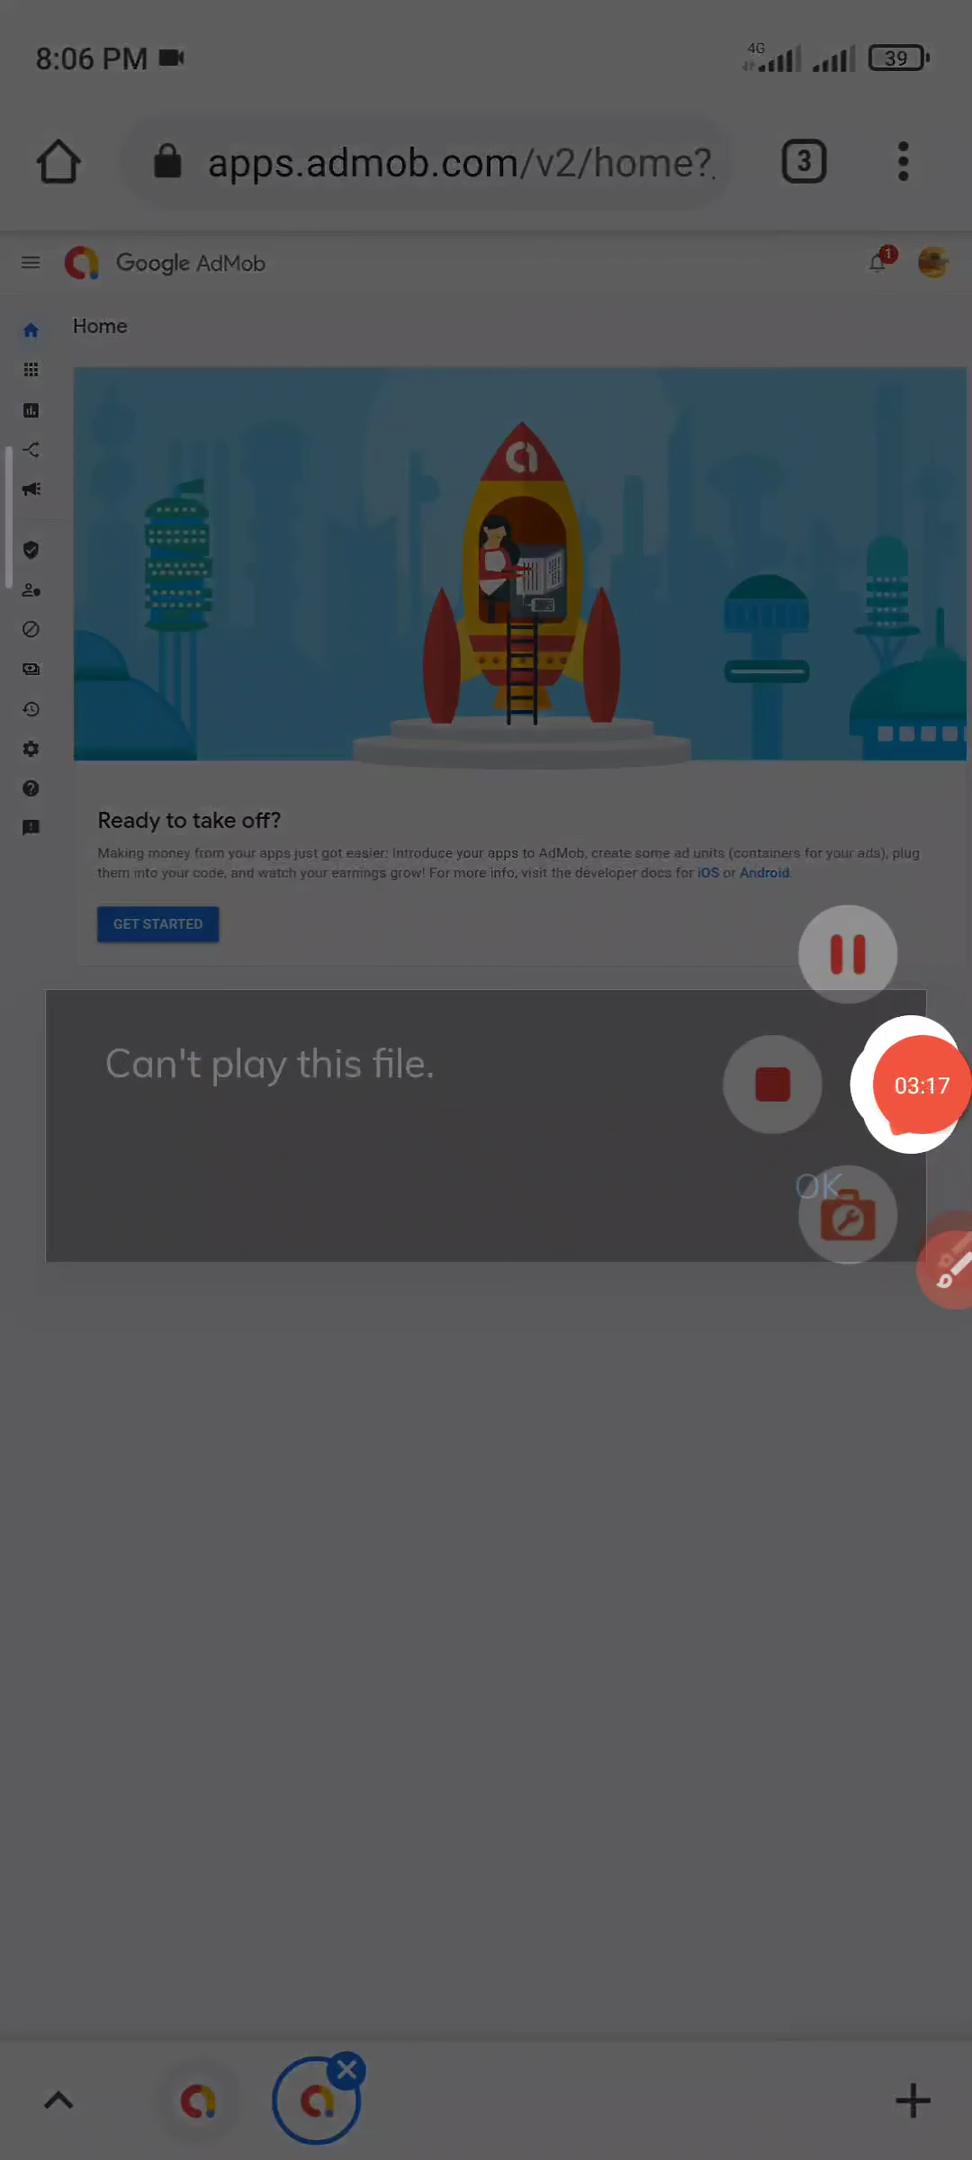 8:06 PM
4G
39
apps.admob.com/v2/home?
3
Google AdMob
1
Home
Ready to take off?
Making money from your apps just got easier: Introduce your apps to AdMob, create some ad units (containers for your ads), plug
them into your code, and watch your earnings grow! For more info, visit the developer docs for iOS or Android.
GET STARTED
Can't play this file.
03:17
OK